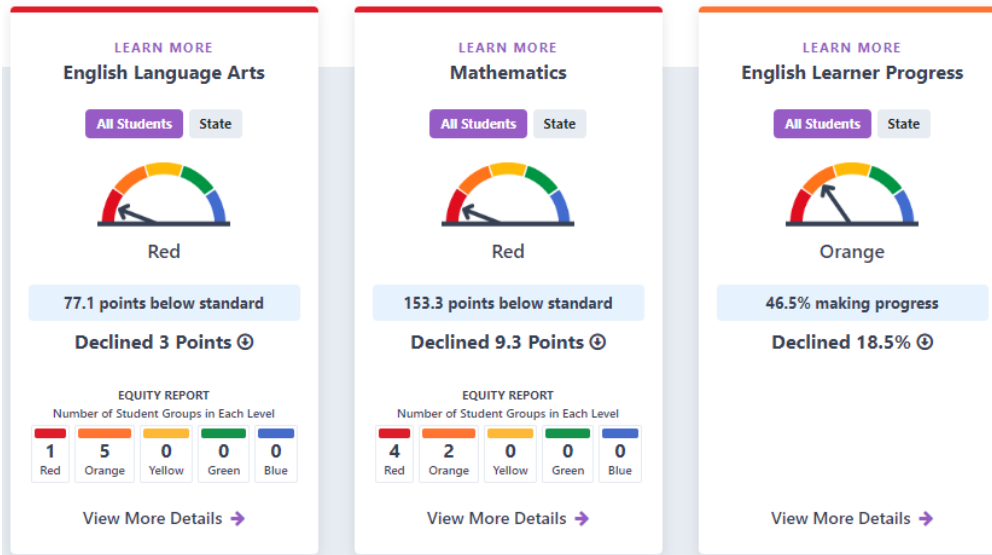 LEARN MORE
English Language Arts
All Students State
Red
77.1 points below standard
Declined 3 Points
EQUITY REPORT
Number of Student Groups in Each Level
1 5 0 0 0
Red Orange Yellow Green Blue
View More Details
LEARN MORE
Mathematics
All Students State
Red
153.3 points below standard
Declined 9.3 Points
EQUITY REPORT
Number of Student Groups in Each Level
4 2 0 0 0
Red Orange Yellow Green Blue
View More Details
LEARN MORE
English Learner Progress
All Students State
Orange
46.5% making progress
Declined 18.5%
View More Details